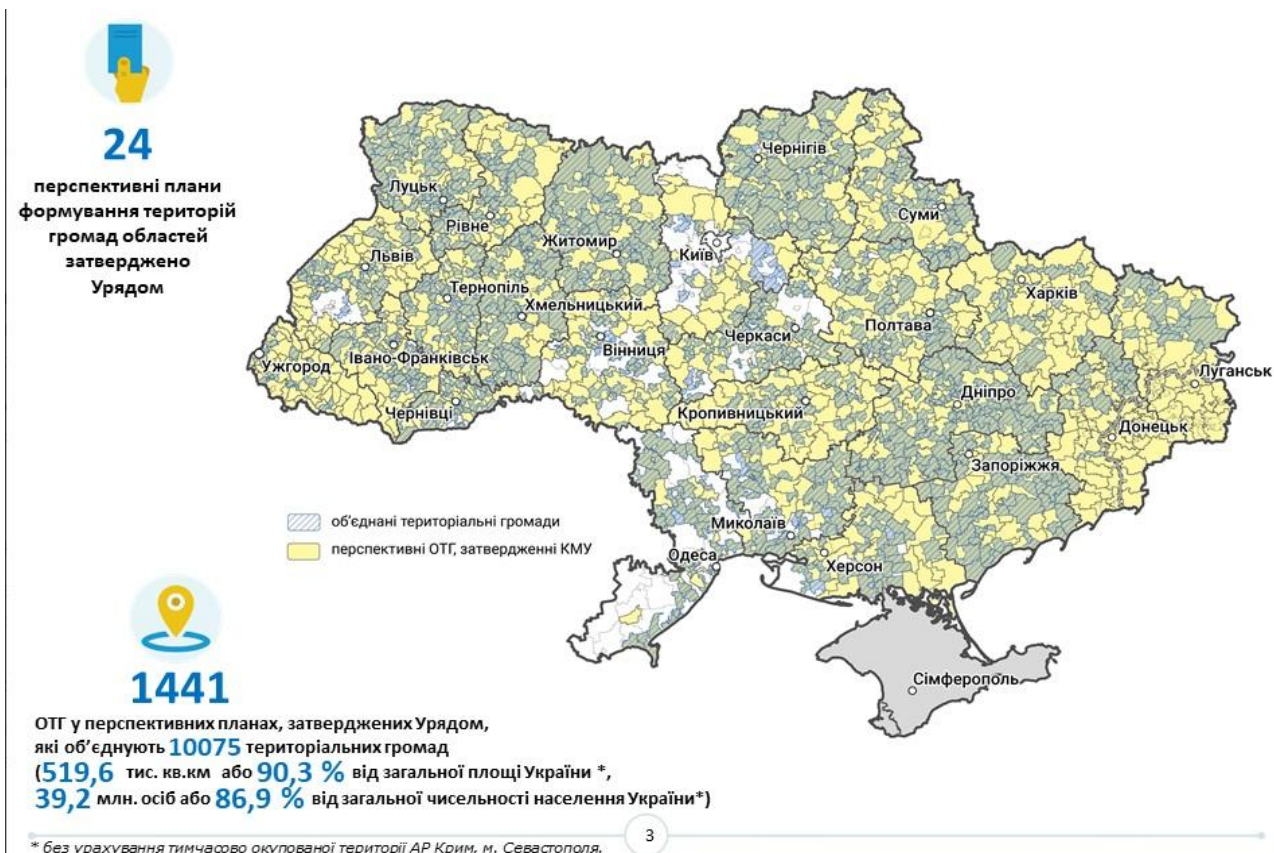 24
перспективні плани
формування територій
громад областей
затверджено
Урядом
Чернігів
Луцьк
Суми
Рівне
Житомир
Київ
Львів
Харків
Тернопіль
Хмельницький
Полтава
Черкаси
Вінниця
Івано-Франківськ
Ужгород
Луганськ
Дніпро
Чернівці
Кропивницький
Донецьк
Запоріжжя
об'єднані територіальні громади
Миколаїв
перспективні ОТГ, затвердженні КМУ
Одеса
Херсон
Сімферополь
1441
ОТГ у перспективних планах, затверджених Урядом,
які об'єднують 10075 територіальних громад
(519,6 тис. кв.км або 90,3 % від загальної площі України *,
39,2 млн. осіб або 86,9 % від загальної чисельності населення України*)
3
* без урахування тимчасово окупованої території АР Крим, м. Севастополя.